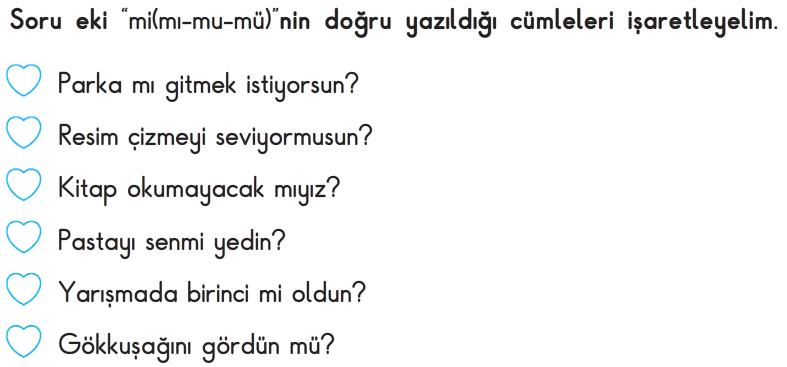 Soru eki “mi(mı-mu-mü)”nin doğru yazıldığı cümleleri işaretleyelim.
Parka mı gitmek istiyorsun?
Resim çizmeyi seviyormusun?
Kitap okumayacak mıyız?
Pastayı senmi yedin?
Yarışmada birinci mi oldun?
Gökkuşağını gördün mü?